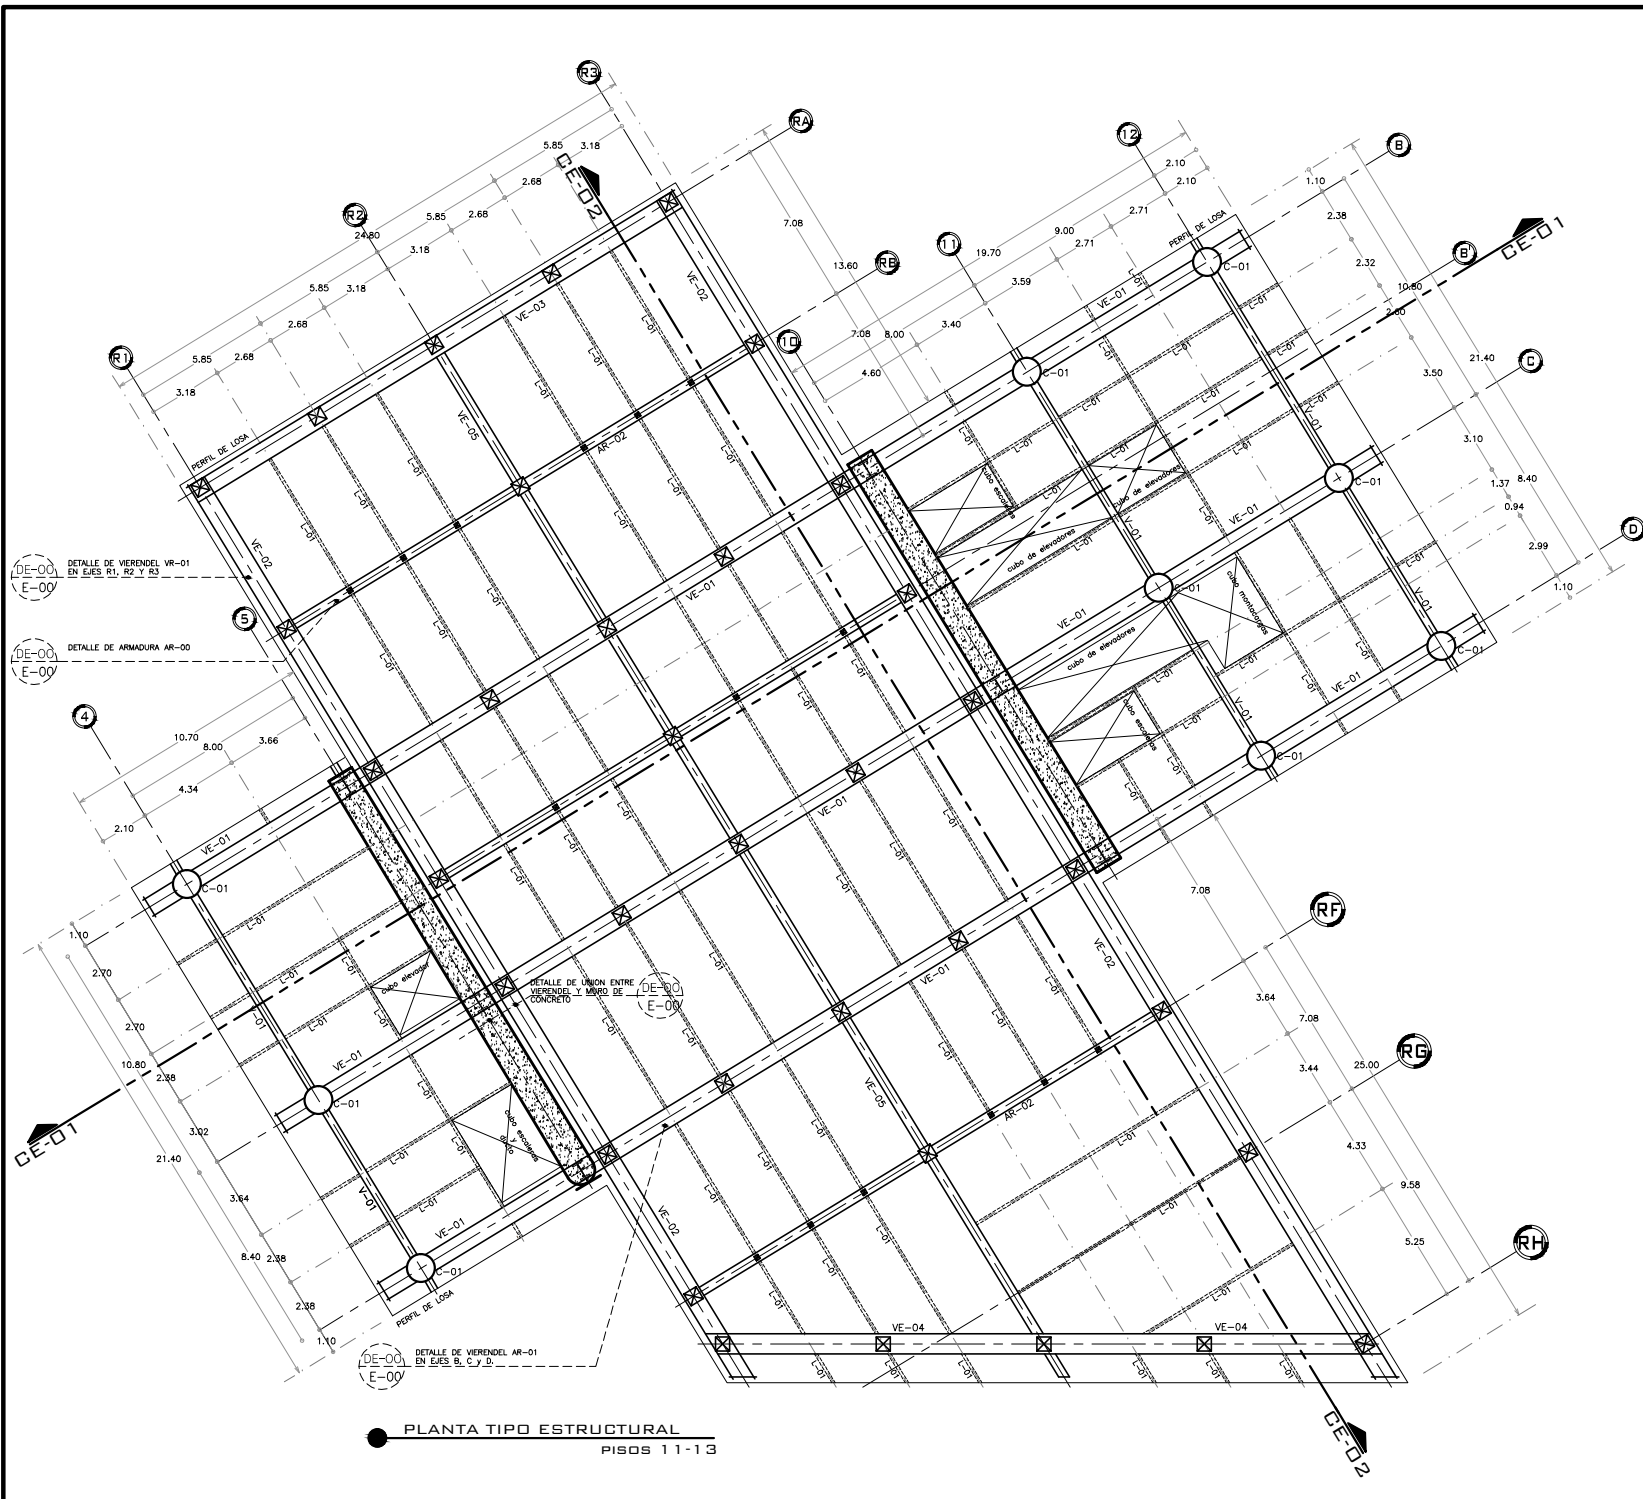 R3
RA
12
B
5.85
3.18
2.68
CE-02
2.10
2.10
1.10
R2
24.80
5.85
2.68
3.18
7.08
2.71
2.38
PERFIL DE LOSA
CE-01
11
9.00
2.71
19.70
B'
C-01
RB
13.60
VE-02
5.85
3.18
2.68
3.59
L-01
2.32
10.80
2.60
VE-01
L-01
VE-03
R1
5.85
2.68
3.18
7.08
8.00
3.40
10
4.60
21.40
C
3.50
C-01
L-01
VE-05
AR-02
PERFIL DE LOSA
V-01
3.10
1.37
8.40
0.94
2.99
1.10
D
cubo escaleras
cubo de elevadores
cubo de elevadores
C-01
VE-01
V-01
VE-02
DE-00
E-00
DETALLE DE VIERENDEL VR-01
EN EJES R1, R2 Y R3
VE-01
C-01
cubo montacargas
V-01
5
VE-01
DE-00
E-00
DETALLE DE ARMADURA AR-00
cubo de elevadores
C-01
VE-01
V-01
cubo escaleras
C-01
4
10.70
8.00
3.66
4.34
2.10
VE-01
VE-01
C-01
7.08
RF
1.10
2.70
2.70
10.80
2.38
L-01
cubo elevador
V-01
DETALLE DE UNION ENTRE
VIERENDEL Y MURO DE
CONCRETO
DE-00
E-00
VE-01
VE-02
3.64
7.08
3.44
25.00
RG
VE-01
C-01
VE-05
AR-02
CE-01
3.02
21.40
3.64
cubo escaleras
y
ducto
4.33
9.58
5.25
RH
V-01
L-01
VE-01
VE-02
8.40
2.38
2.38
1.10
C-01
PERFIL DE LOSA
VE-04
VE-04
L-01
DE-00
E-00
DETALLE DE VIERENDEL AR-01
EN EJES B, C y D.
CE-02
PLANTA TIPO ESTRUCTURAL
PISOS 11-13